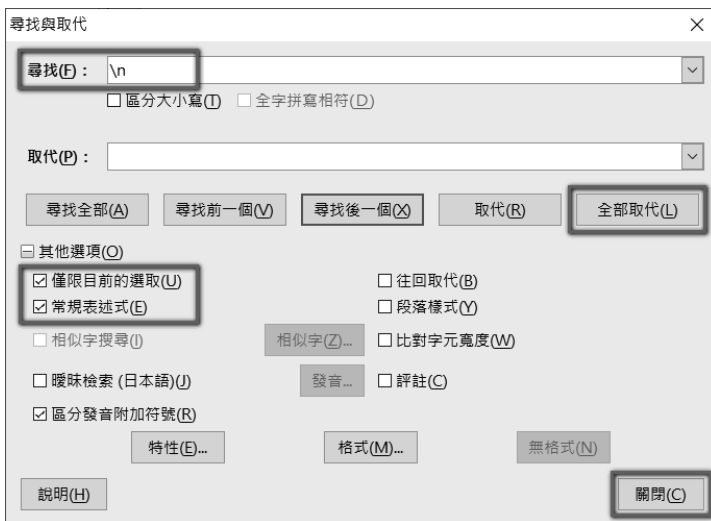 尋找與取代
尋找(F)： \n
區分大小寫(T) 全字拼寫相符(D)
取代(P)：
尋找全部(A) 尋找前一個(V) 尋找後一個(X) 取代(R) 全部取代(L)
其他選項(O)
僅限目前的選取(U) 往回取代(B)
常規表述式(E) 段落樣式(Y)
相似字搜尋(I) 相似字(Z)... 比對字元寬度(W)
曖昧檢索 (日本語)(J) 發音... 評註(C)
區分發音附加符號(R)
特性(E)... 格式(M)... 無格式(N)
說明(H) 關閉(C)